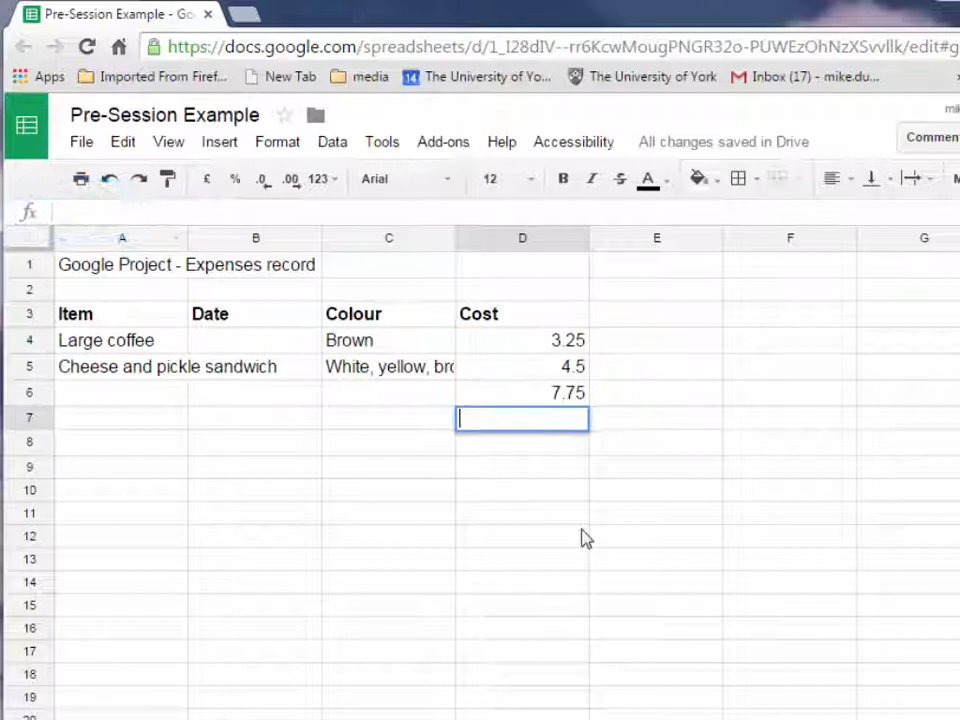 Pre-Session Example - Go
https://docs.google.com/spreadsheets/d/1_I28dIV--rr6KcwMougPNGR32o-PUWEzOhNzXSvvllk/edit#g
Apps Imported From Firef... New Tab media 14 The University of Yo... The University of York Inbox (17) - mike.du...
Pre-Session Example
File Edit View Insert Format Data Tools Add-ons Help Accessibility All changes saved in Drive Comment
£ % .0 .00 123 Arial 12 B I S A
fx
A B C D E F G
1 Google Project - Expenses record
2
3 Item Date Colour Cost
4 Large coffee Brown 3.25
5 Cheese and pickle sandwich White, yellow, bro 4.5
6 7.75
7
8
9
10
11
12
13
14
15
16
17
18
19